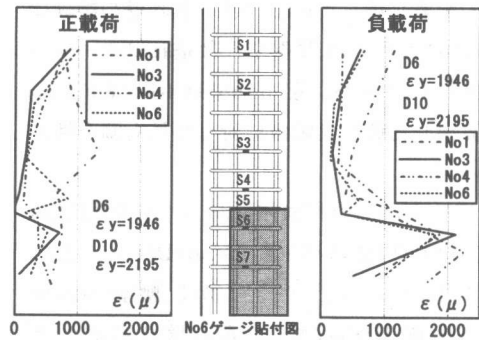 正載荷
No1
No3
No4
No6
D6
εy=1946
D10
εy=2195
ε(μ)
0
1000
2000
S1
S2
S3
S4
S5
S6
S7
No6ゲージ貼付図
負載荷
D6
εy=1946
D10
εy=2195
No1
No3
No4
No6
ε(μ)
0
1000
2000